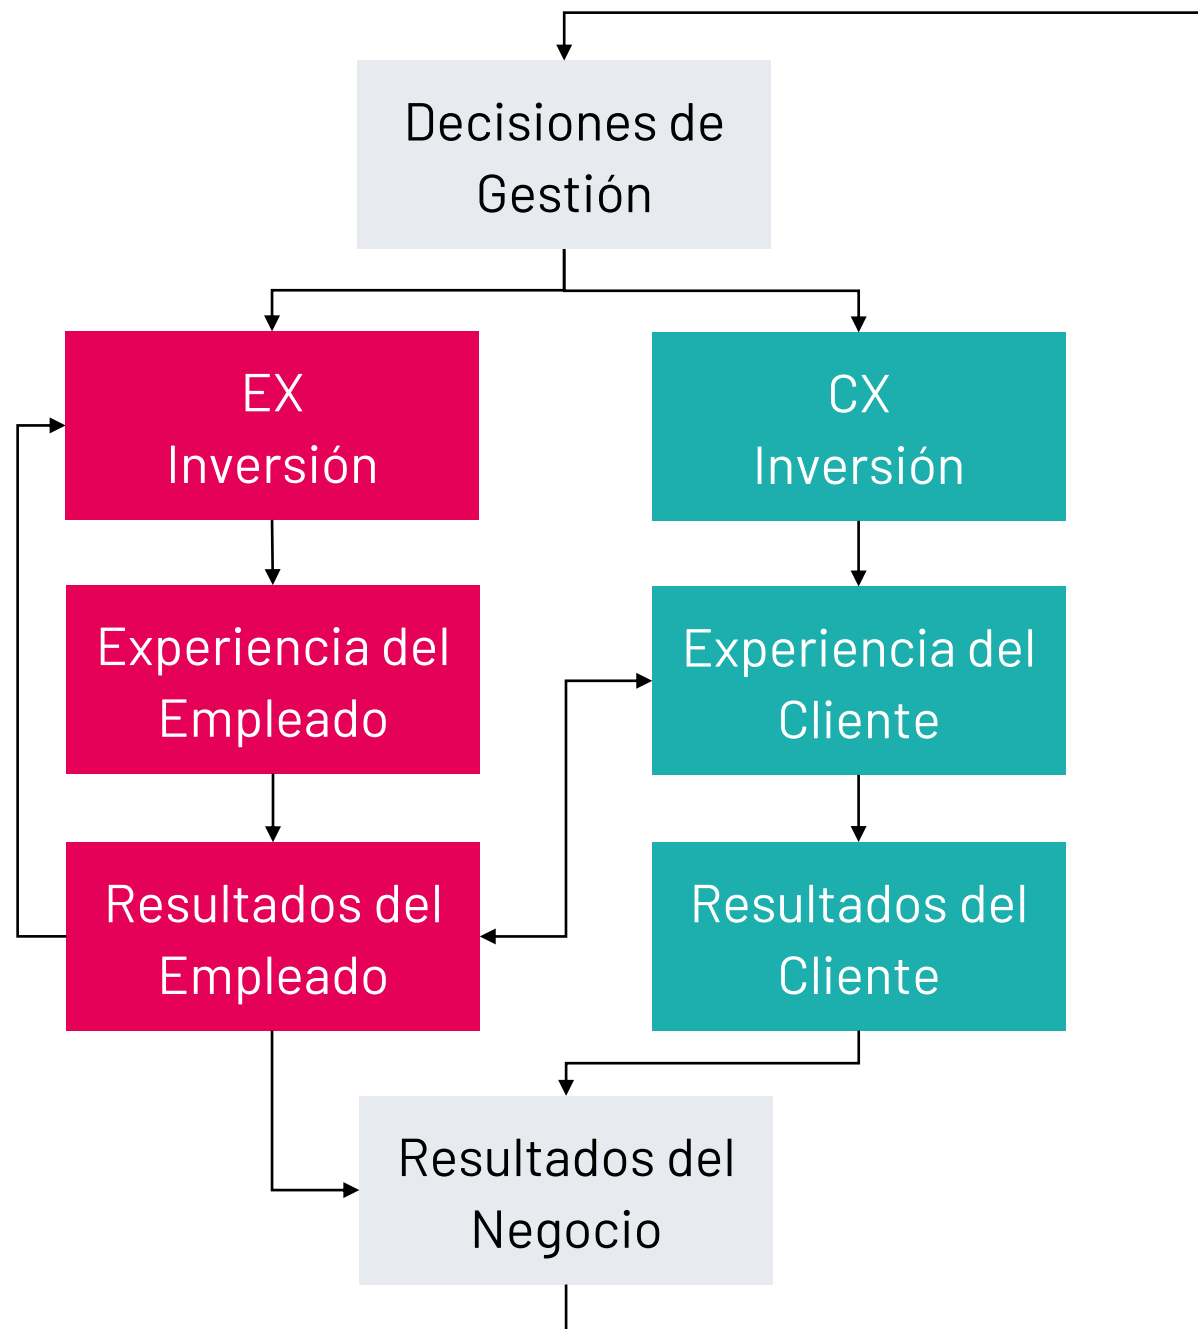 Decisiones de
Gestión
EX
Inversión
CX
Inversión
Experiencia del
Empleado
Experiencia del
Cliente
Resultados del
Empleado
Resultados del
Cliente
Resultados del
Negocio